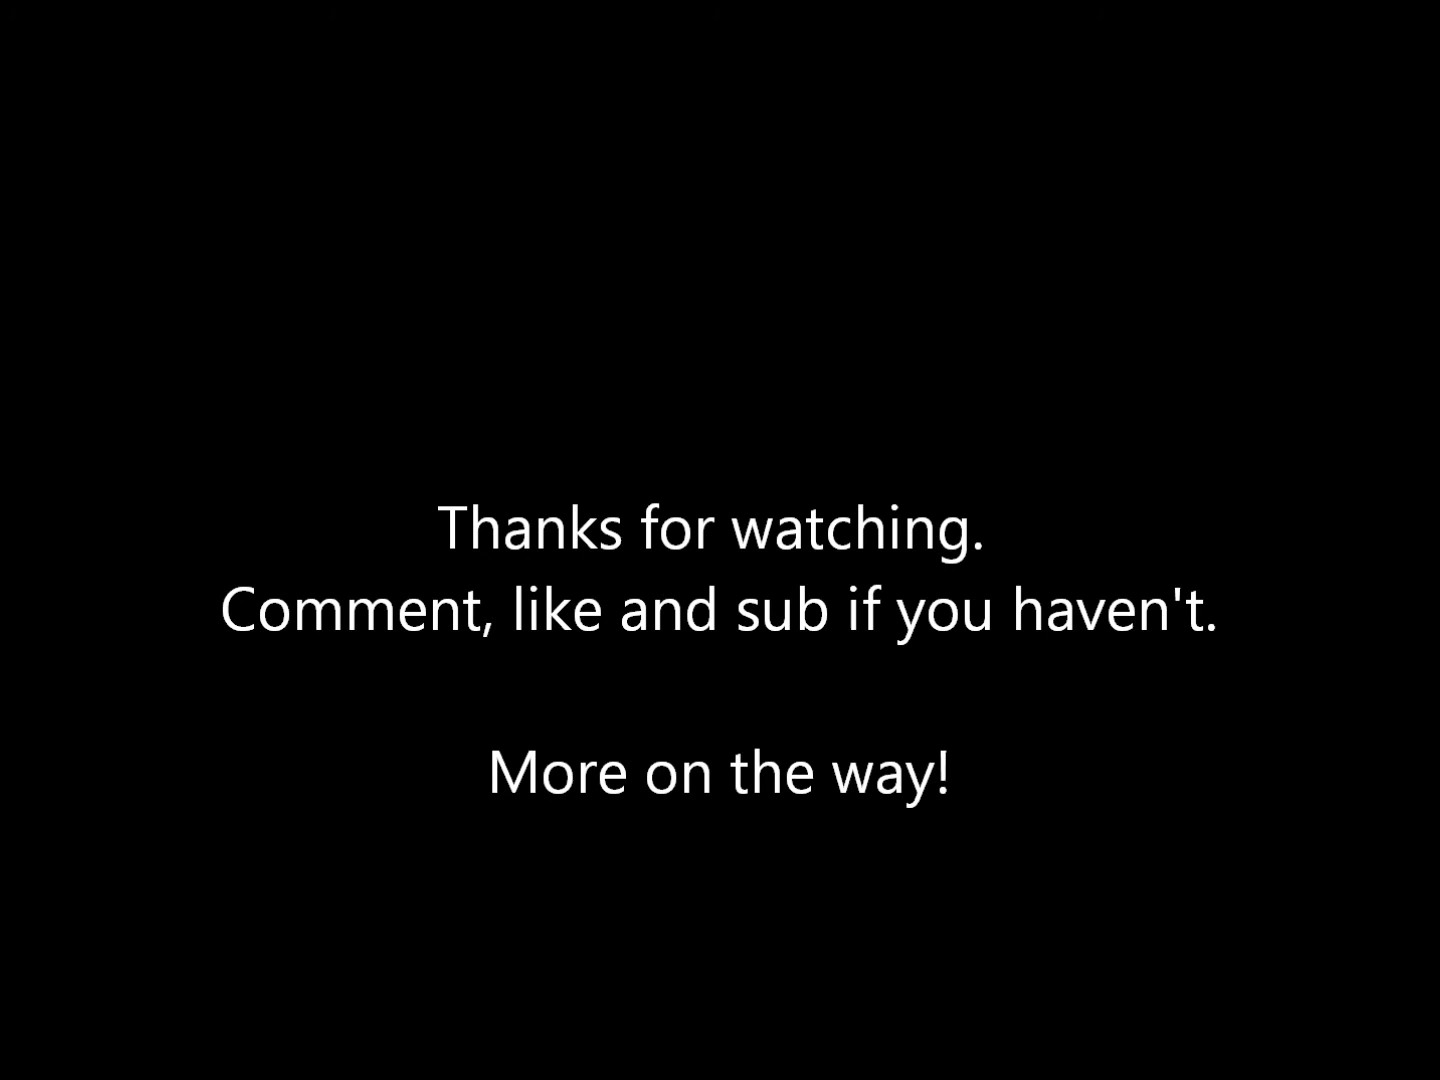 Thanks for watching.
Comment, like and sub if you haven't.
More on the way!